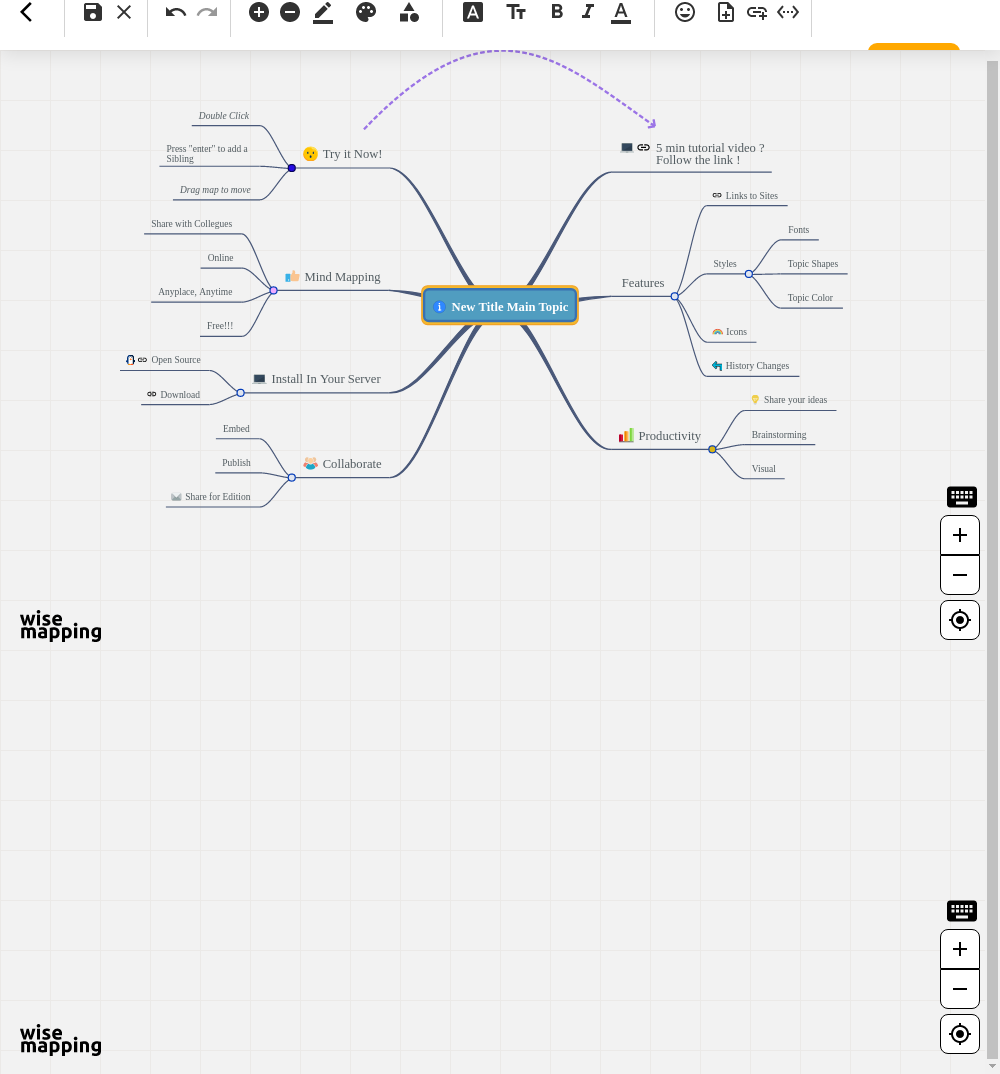 A
Tт
B
I
A
Double Click
Press "enter" to add a
Sibling
Drag map to move
Try it Now!
Share with Collegues
Online
Anyplace, Anytime
Free!!!
Mind Mapping
Open Source
Download
Install In Your Server
Embed
Publish
Share for Edition
Collaborate
New Title Main Topic
5 min tutorial video ?
Follow the link !
Links to Sites
Features
Styles
Fonts
Topic Shapes
Topic Color
Icons
History Changes
Productivity
Share your ideas
Brainstorming
Visual
wise
mapping
wise
mapping